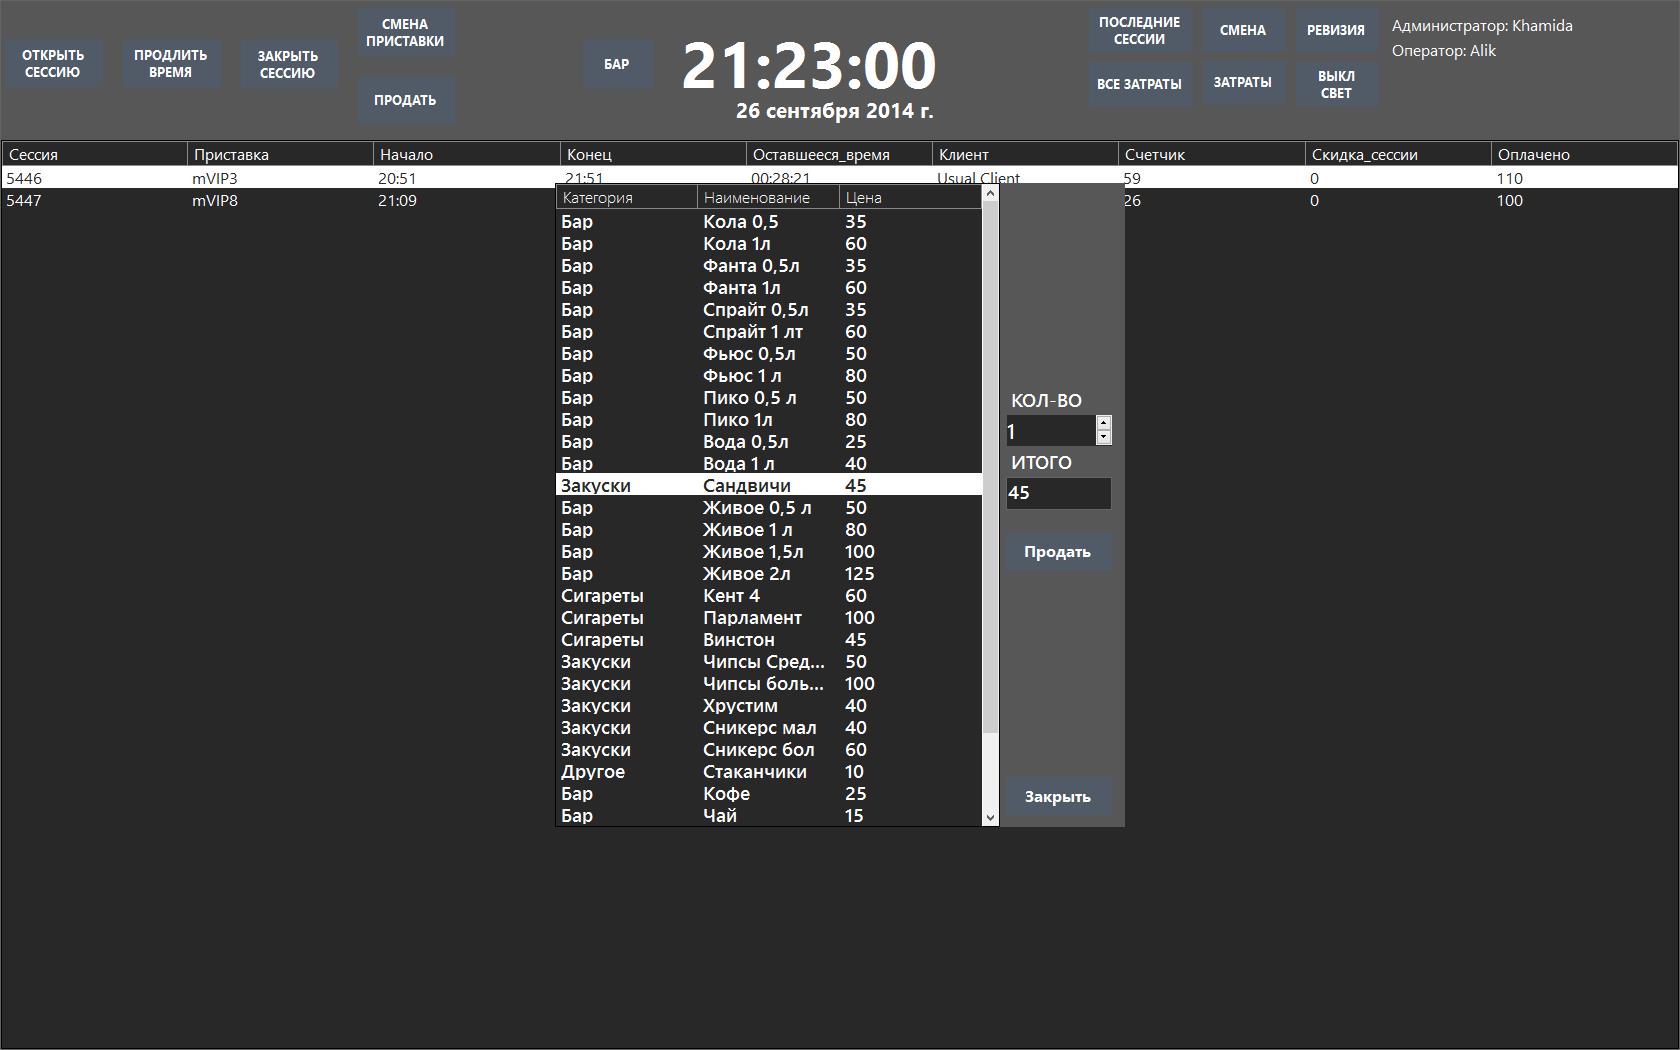 ОТКРЫТЬ СЕССИЮ
ПРОДЛИТЬ ВРЕМЯ
ЗАКРЫТЬ СЕССИЮ
СМЕНА ПРИСТАВКИ
ПРОДАТЬ
БАР
21:23:00
26 сентября 2014 г.
ПОСЛЕДНИЕ СЕССИИ
СМЕНА
РЕВИЗИЯ
ВСЕ ЗАТРАТЫ
ЗАТРАТЫ
ВЫКЛ СВЕТ
Администратор: Khamida
Оператор: Alik
Сессия Приставка Начало Конец Оставшееся_время Клиент Счетчик Скидка_сессии Оплачено
5446 mVIP3 20:51 21:51 00:28:21 Usual Client 59 0 110
5447 mVIP8 21:09 26 0 100
Категория Наименование Цена
Бар Кола 0,5 35
Бар Кола 1л 60
Бар Фанта 0,5л 35
Бар Фанта 1л 60
Бар Спрайт 0,5л 35
Бар Спрайт 1 лт 60
Бар Фьюс 0,5л 50
Бар Фьюс 1 л 80
Бар Пико 0,5 л 50
Бар Пико 1л 80
Бар Вода 0,5л 25
Бар Вода 1 л 40
Закуски Сандвичи 45
Бар Живое 0,5 л 50
Бар Живое 1 л 80
Бар Живое 1,5л 100
Бар Живое 2л 125
Сигареты Кент 4 60
Сигареты Парламент 100
Сигареты Винстон 45
Закуски Чипсы Сред... 50
Закуски Чипсы боль... 100
Закуски Хрустим 40
Закуски Сникерс мал 40
Закуски Сникерс бол 60
Другое Стаканчики 10
Бар Кофе 25
Бар Чай 15
КОЛ-ВО
1
ИТОГО
45
Продать
Закрыть